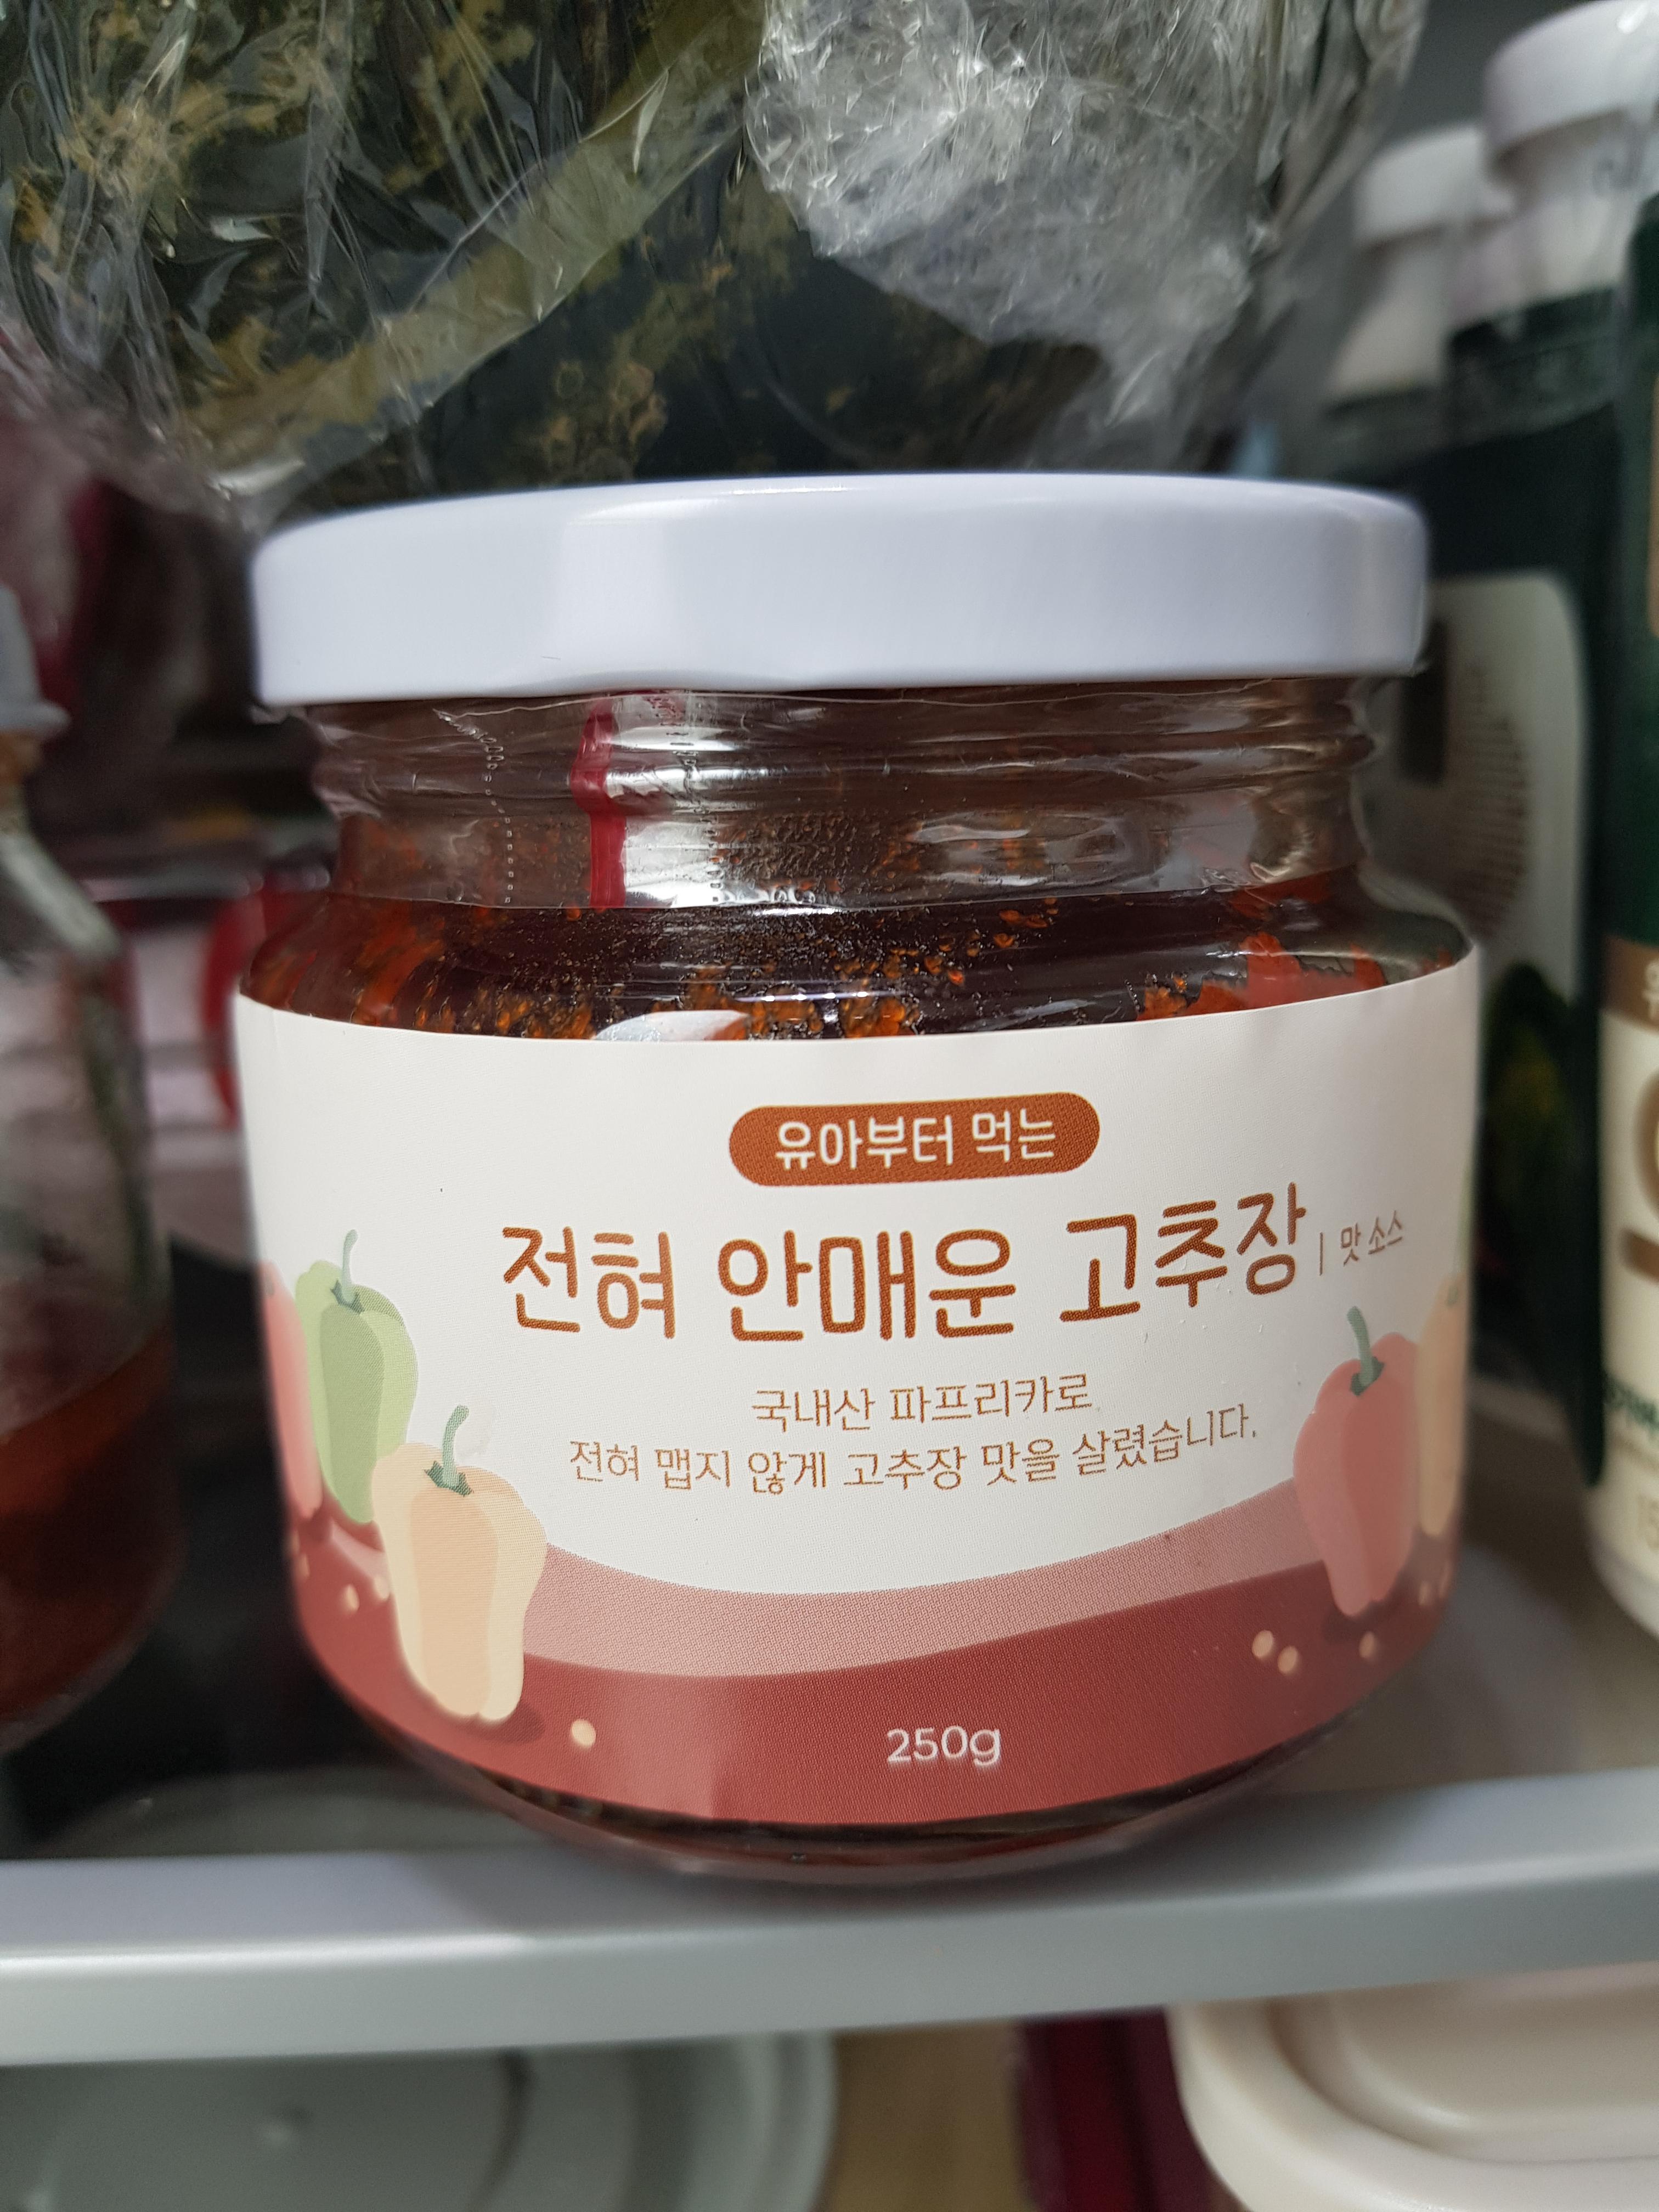 유아부터 먹는
전혀 안매운 고추장 | 맛 소스
국내산 파프리카로
전혀 맵지 않게 고추장 맛을 살렸습니다.
250g